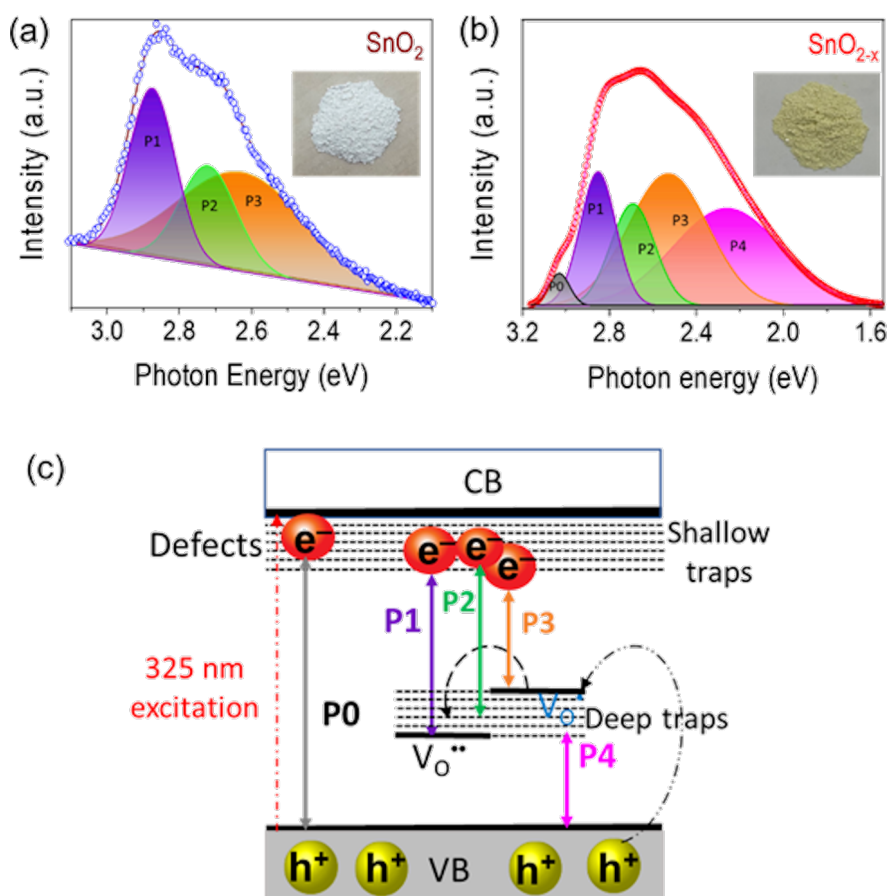 (a)
SnO₂
P1
P2
P3
Intensity (a.u.)
3.0 2.8 2.6 2.4 2.2
Photon Energy (eV)
(b)
SnO₂₋ₓ
P0
P1
P2
P3
P4
Intensity (a.u.)
3.2 2.8 2.4 2.0 1.6
Photon energy (eV)
(c)
CB
Defects
e⁻ e⁻ e⁻ e⁻
Shallow
traps
P1
P2
P3
325 nm
excitation
P0
V_O
Deep traps
V_O••
P4
h⁺ h⁺ VB h⁺ h⁺